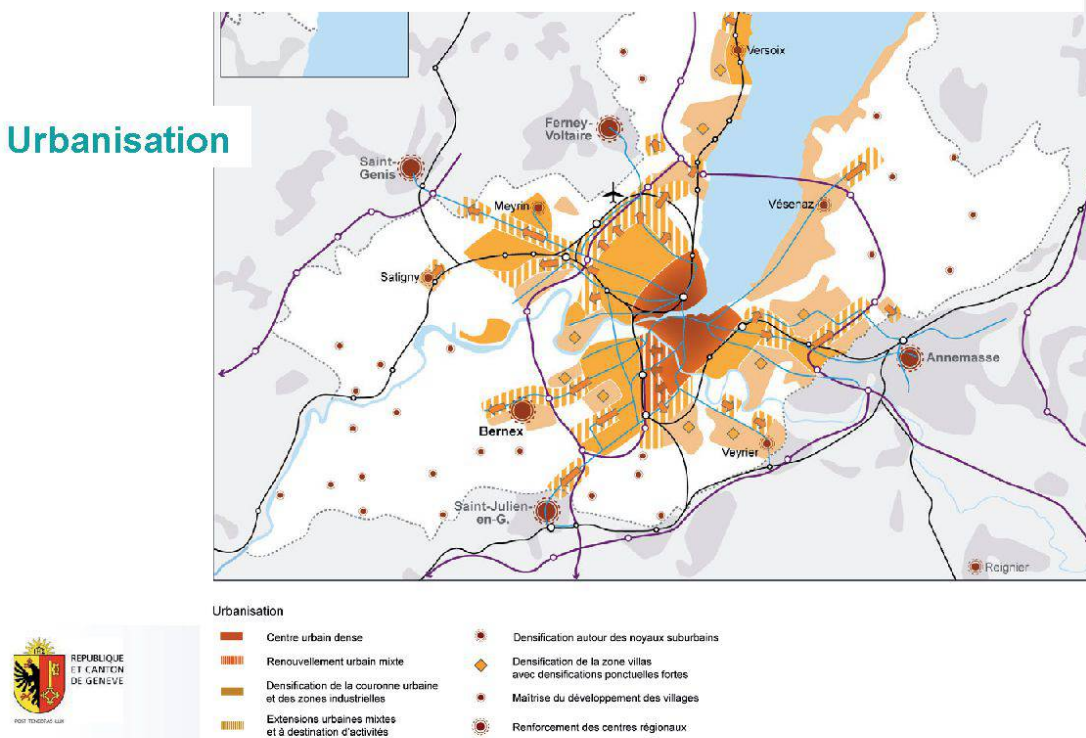 Urbanisation
Versoix
Ferney-
Voltaire
Saint-
Genis
Meyrin
Vésenaz
Satigny
Annemasse
Bernex
Veyrier
Saint-Julien-
en-G.
Reignier
Urbanisation
Centre urbain dense
Renouvellement urbain mixte
Densification de la couronne urbaine
et des zones industrielles
Extensions urbaines mixtes
et à destination d'activités
Densification autour des noyaux suburbains
Densification de la zone villas
avec densifications ponctuelles fortes
Maîtrise du développement des villages
Renforcement des centres régionaux
REPUBLIQUE
ET CANTON
DE GENEVE
POST TENEBRAS LUX